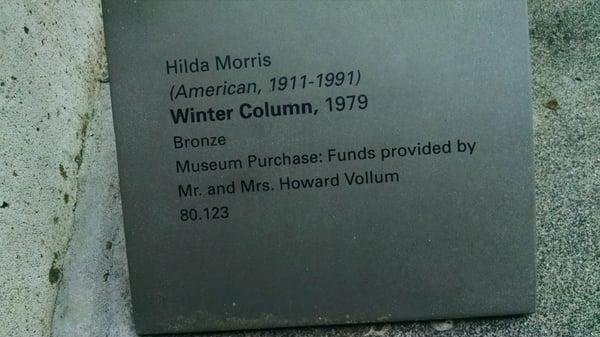 Hilda Morris
(American, 1911-1991)
Winter Column, 1979
Bronze
Museum Purchase: Funds provided by
Mr. and Mrs. Howard Vollum
80.123